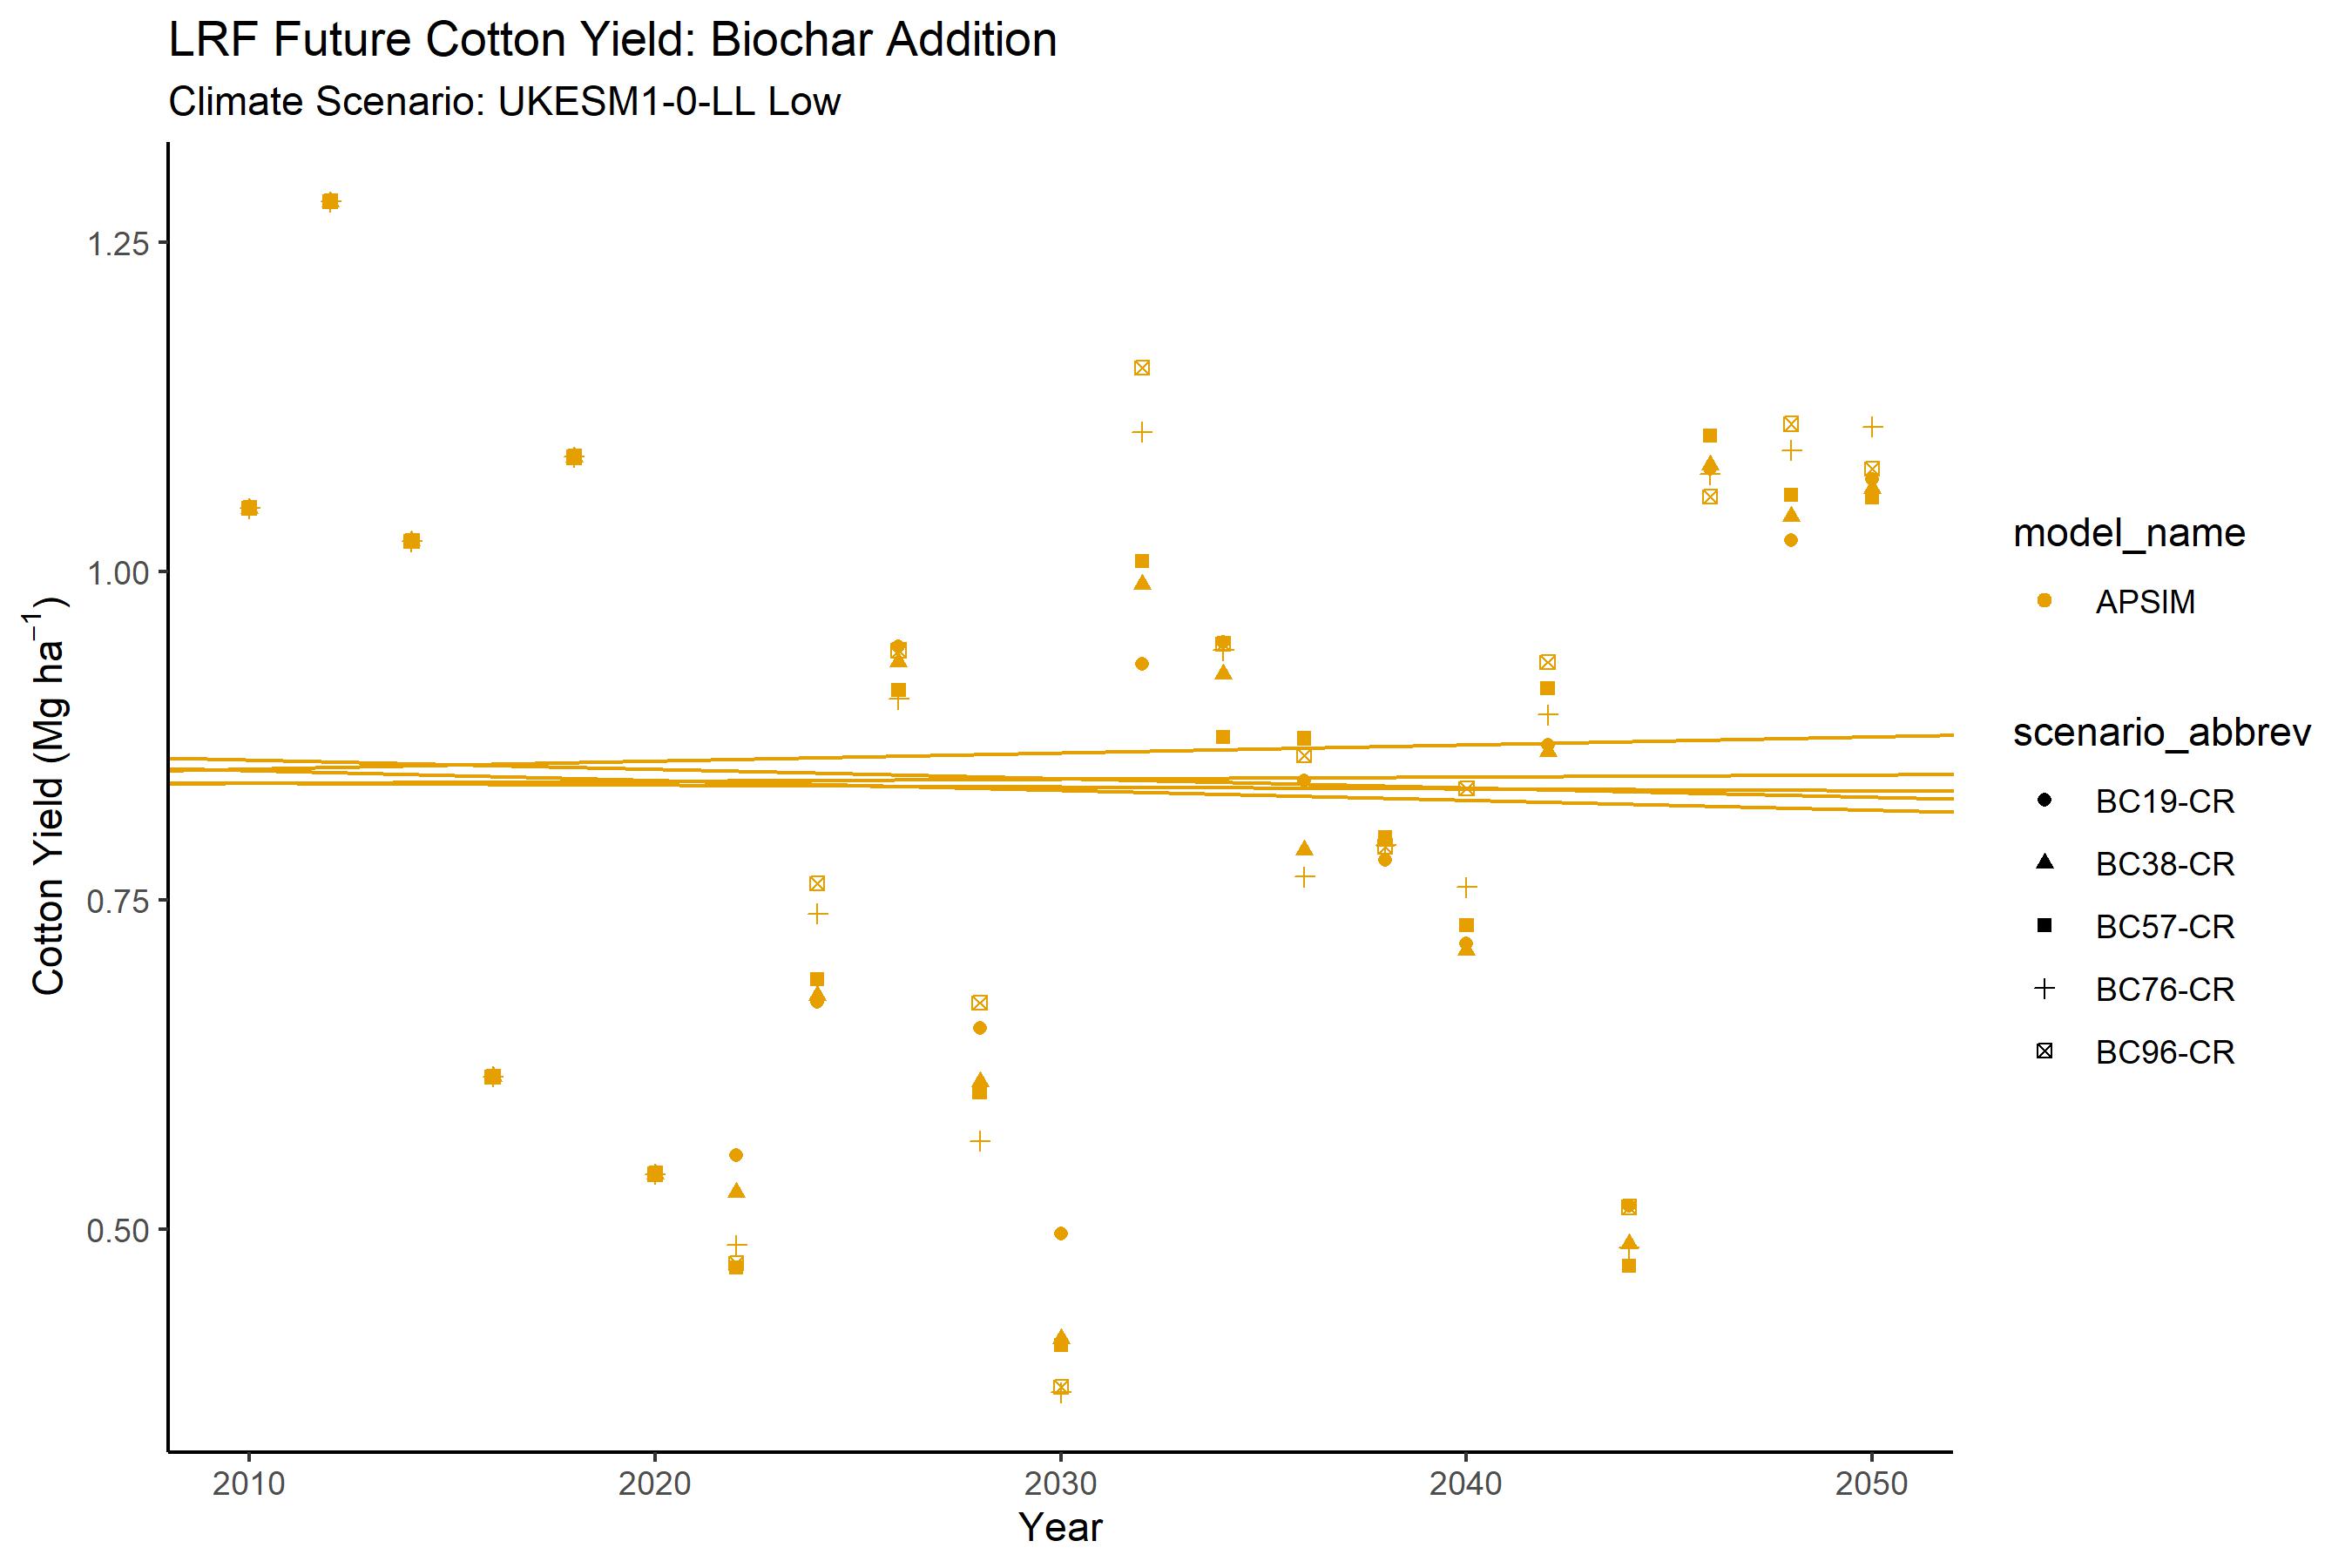 LRF Future Cotton Yield: Biochar Addition
Climate Scenario: UKESM1-0-LL Low
Cotton Yield (Mg ha⁻¹)
1.25
1.00
0.75
0.50
2010 2020 2030 2040 2050
Year
model_name
APSIM
scenario_abbrev
BC19-CR
BC38-CR
BC57-CR
BC76-CR
BC96-CR